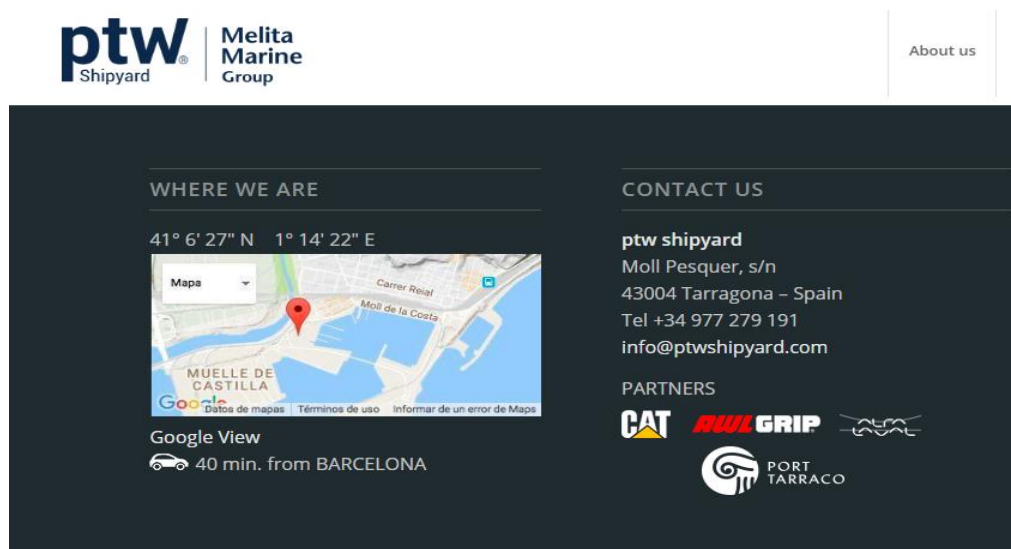 ptw®
Shipyard
Melita
Marine
Group
About us
WHERE WE ARE
41° 6' 27" N 1° 14' 22" E
Mapa
Carrer Reial
Moll de la Costa
MUELLE DE
CASTILLA
Google
Datos de mapas Términos de uso Informar de un error de Maps
Google View
40 min. from BARCELONA
CONTACT US
ptw shipyard
Moll Pesquer, s/n
43004 Tarragona – Spain
Tel +34 977 279 191
info@ptwshipyard.com
PARTNERS
CAT AWLGRIP
PORT
TARRACO